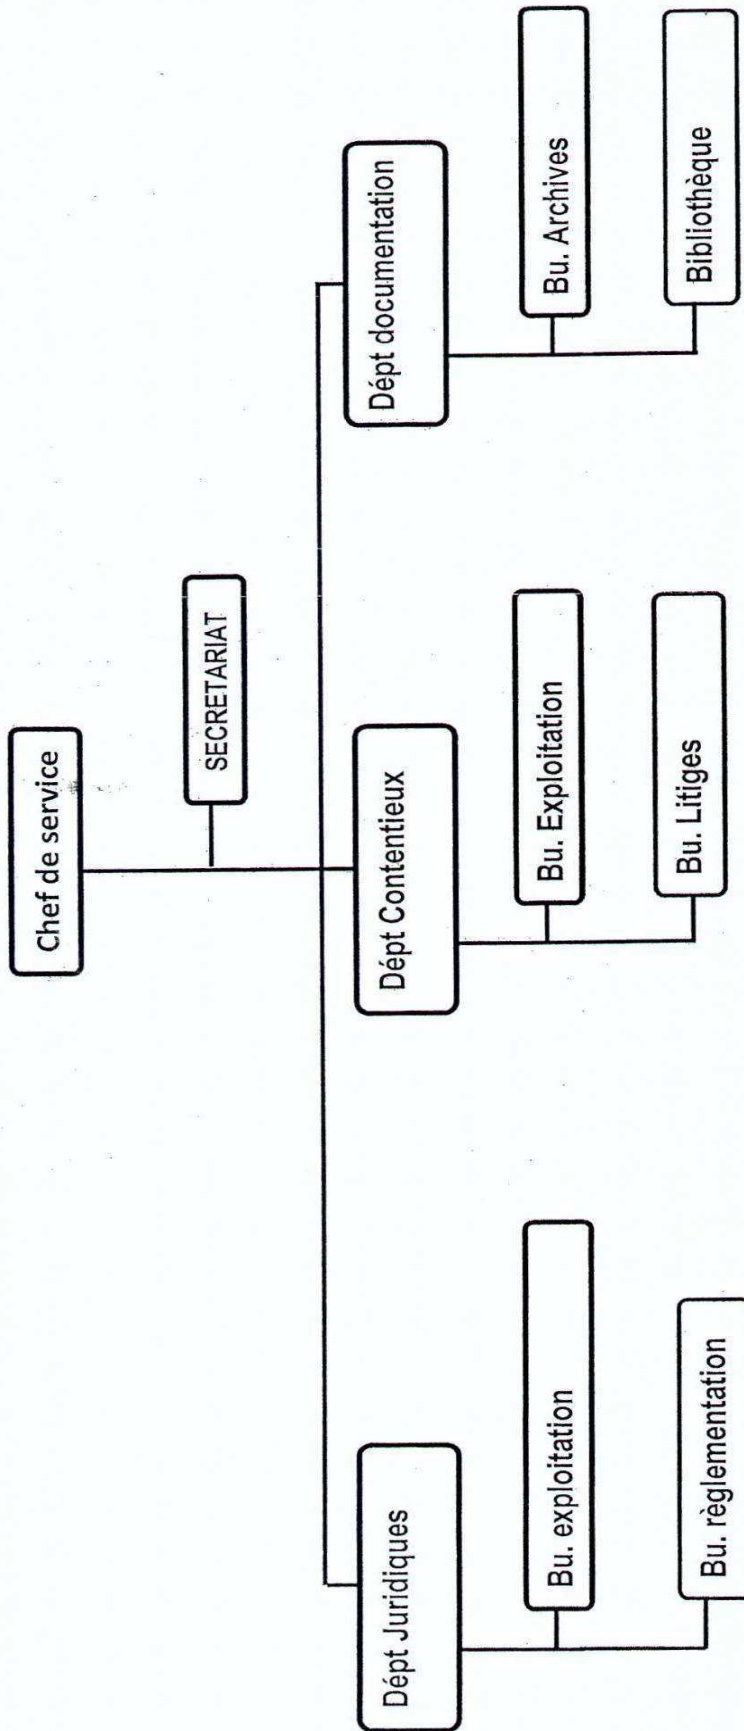 Chef de service
SECRETARIAT
Dépt Juridiques
Dépt Contentieux
Dépt documentation
Bu. exploitation
Bu. Exploitation
Bu. Archives
Bu. règlementation
Bu. Litiges
Bibliothèque